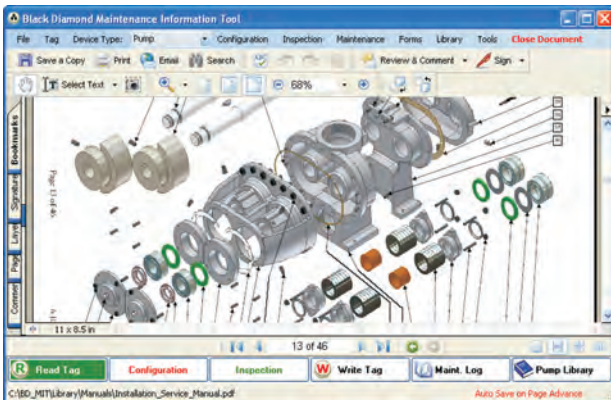 Black Diamond Maintenance Information Tool
File Tag Device Type: Pump Configuration Inspection Maintenance Forms Library Tools Close Document
Save a Copy Print Email Search Review & Comment Sign
Select Text 68%
Bookmarks
Signature
Layer
Page
Commen
Page 13 of 46
11 x 8.5 in
13 of 46
R Read Tag Configuration Inspection W Write Tag Maint. Log Pump Library
C:\BD_MIT\Library\Manuals\Installation_Service_Manual.pdf Auto Save on Page Advance